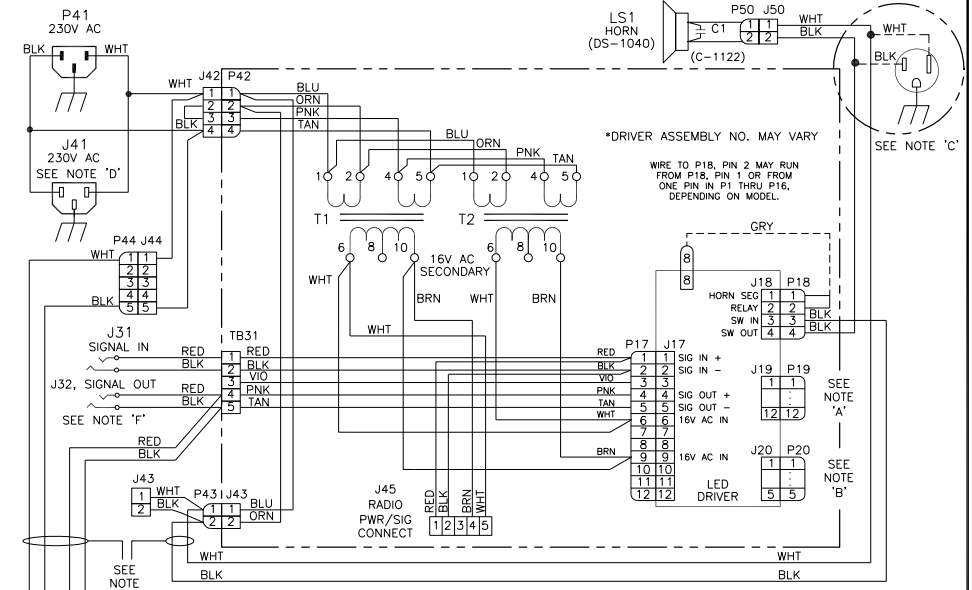 P41
230V AC
BLK WHT
J41
230V AC
SEE NOTE 'D'
WHT
BLK
J42 P42
1 1
2 2
3 3
4 4
BLU
ORN
PNK
TAN
LS1
HORN
(DS-1040)
C1
(C-1122)
P50 J50
1 1
2 2
WHT
BLK
WHT
BLK
SEE NOTE 'C'
*DRIVER ASSEMBLY NO. MAY VARY
WIRE TO P18, PIN 2 MAY RUN
FROM P18, PIN 1 OR FROM
ONE PIN IN P1 THRU P16,
DEPENDING ON MODEL.
BLU
ORN
PNK
TAN
1 2 4 5 1 2 4 5
T1 T2
6 8 10 6 8 10
16V AC
SECONDARY
WHT BRN WHT BRN
WHT
GRY
8
8
P44 J44
WHT
BLK
1 1
2 2
3 3
4 4
5 5
J31
SIGNAL IN
RED
BLK
J32, SIGNAL OUT
RED
BLK
SEE NOTE 'F'
RED
BLK
TB31
1 RED
2 BLK
3 VIO
4 PNK
5 TAN
J43
1
2
WHT
BLK
P43 J43
1 1
2 2
BLU
ORN
SEE
NOTE
J45
RADIO
PWR/SIG
CONNECT
RED
BLK
BRN
WHT
1 2 3 4 5
P17 J17
RED 1 1 SIG IN +
BLK 2 2 SIG IN -
VIO 3 3
PNK 4 4 SIG OUT +
TAN 5 5 SIG OUT -
WHT 6 6 16V AC IN
7 7
8 8
BRN 9 9 16V AC IN
10 10
11 11
12 12
LED
DRIVER
J18 P18
HORN SEG 1 1
RELAY 2 2
SW IN 3 3 BLK
SW OUT 4 4 BLK
J19 P19
1 1
12 12
SEE
NOTE
'A'
J20 P20
1 1
5 5
SEE
NOTE
'B'
WHT WHT
BLK BLK